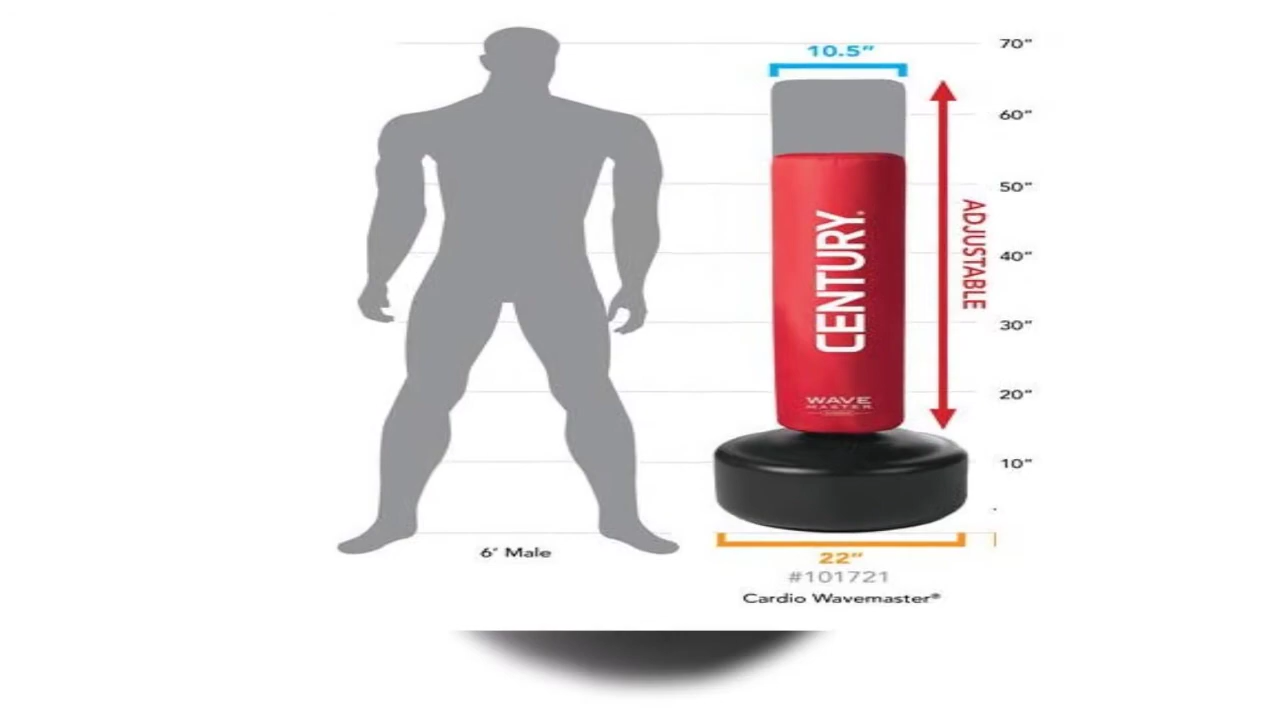 70"
10.5"
60"
50"
ADJUSTABLE
CENTURY.
40"
30"
20"
WAVE
MASTER
10"
6' Male
22"
#101721
Cardio Wavemaster®